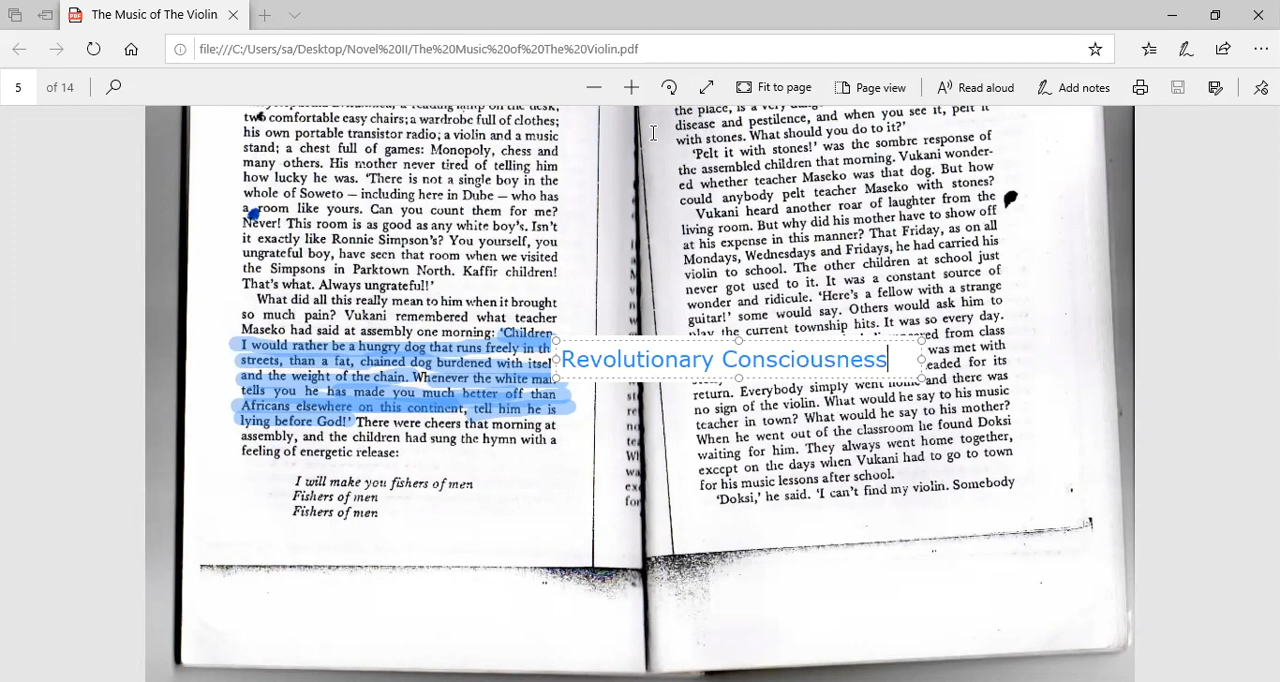 The Music of The Violin
file:///C:/Users/sa/Desktop/Novel%20II/The%20Music%20of%20The%20Violin.pdf
5 of 14
Fit to page
Page view
Read aloud
Add notes
two comfortable easy chairs; a wardrobe full of clothes;
his own portable transistor radio; a violin and a music
stand; a chest full of games: Monopoly, chess and
many others. His mother never tired of telling him
how lucky he was. 'There is not a single boy in the
whole of Soweto — including here in Dube — who has
a room like yours. Can you count them for me?
Never! This room is as good as any white boy's. Isn't
it exactly like Ronnie Simpson's? You yourself, you
ungrateful boy, have seen that room when we visited
the Simpsons in Parktown North. Kaffir children!
That's what. Always ungrateful!'
What did all this really mean to him when it brought
so much pain? Vukani remembered what teacher
Maseko had said at assembly one morning: 'Children
I would rather be a hungry dog that runs freely in th
streets, than a fat, chained dog burdened with itsel
and the weight of the chain. Whenever the white man
tells you he has made you much better off than
Africans elsewhere on this continent, tell him he is
lying before God!' There were cheers that morning at
assembly, and the children had sung the hymn with a
feeling of energetic release:
I will make you fishers of men
Fishers of men
Fishers of men
the place, is a very
disease and pestilence, and when you see it, pelt it
with stones. What should you do to it?'
'Pelt it with stones!' was the sombre response of
the assembled children that morning. Vukani wonder-
ed whether teacher Maseko was that dog. But how
could anybody pelt teacher Maseko with stones?
Vukani heard another roar of laughter from the
living room. But why did his mother have to show off
at his expense in this manner? That Friday, as on all
Mondays, Wednesdays and Fridays, he had carried his
violin to school. The other children at school just
never got used to it. It was a constant source of
wonder and ridicule. 'Here's a fellow with a strange
guitar!' some would say. Others would ask him to
play the current township hits. It was so every day.
from class
was met with
Revolutionary Consciousness
eaded for its
return. Everybody simply went home and there was
no sign of the violin. What would he say to his music
teacher in town? What would he say to his mother?
When he went out of the classroom he found Doksi
waiting for him. They always went home together,
except on the days when Vukani had to go to town
for his music lessons after school.
'Doksi,' he said. 'I can't find my violin. Somebody